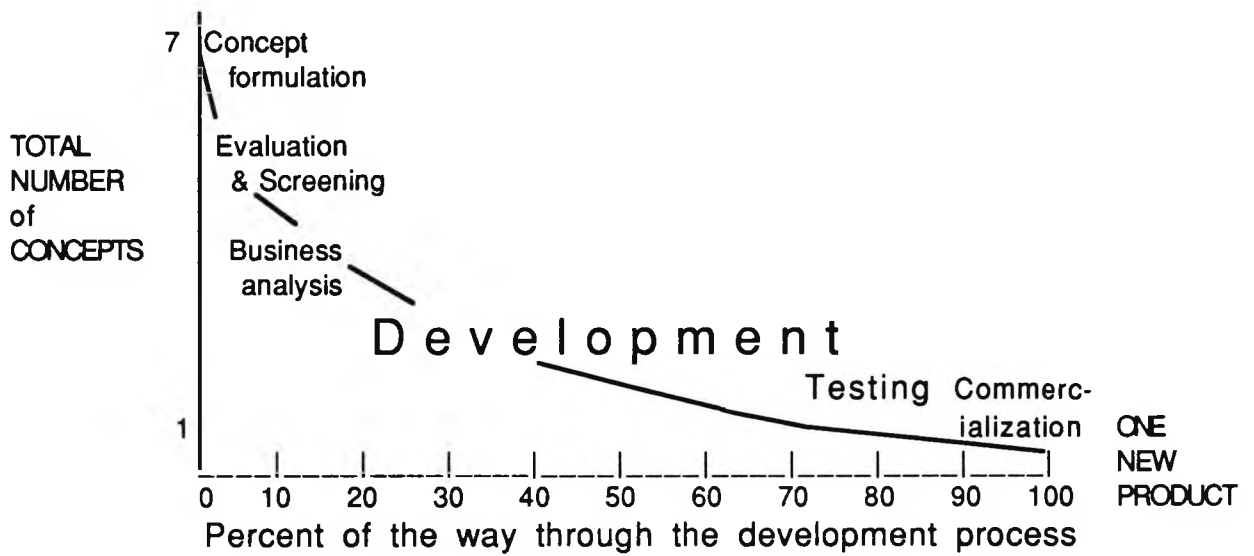 7 Concept
formulation
TOTAL
NUMBER
of
CONCEPTS
Evaluation
& Screening
Business
analysis
Development
Testing Commerc-
ialization
1
ONE
NEW
PRODUCT
0 10 20 30 40 50 60 70 80 90 100
Percent of the way through the development process